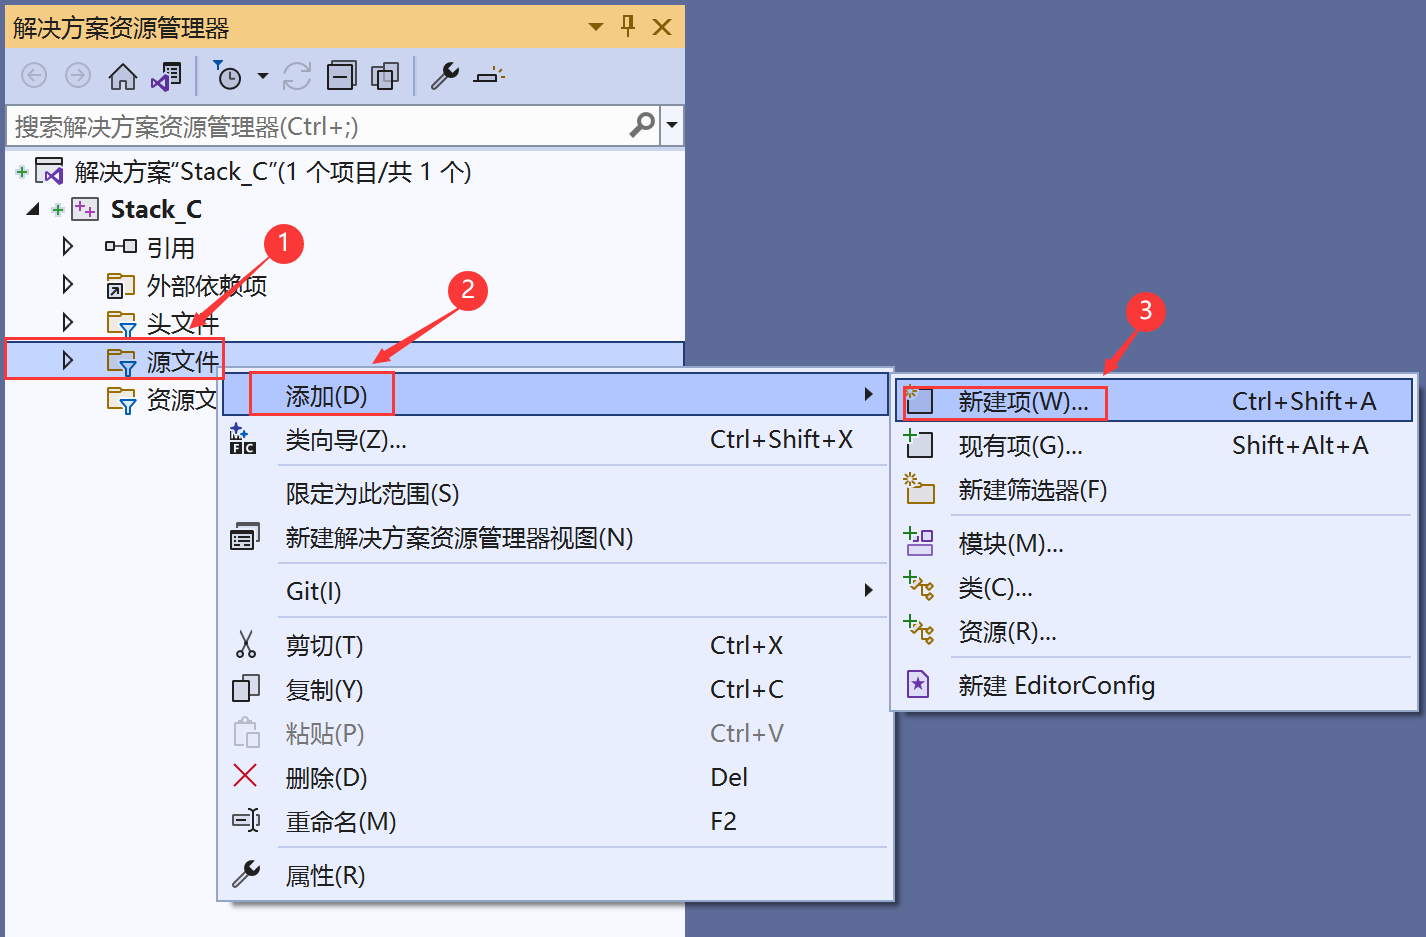 解决方案资源管理器
搜索解决方案资源管理器(Ctrl+;)
解决方案“Stack_C”(1 个项目/共 1 个)
Stack_C
引用
1
外部依赖项
2
头文件
3
源文件
资源文
添加(D)
类向导(Z)... Ctrl+Shift+X
限定为此范围(S)
新建解决方案资源管理器视图(N)
Git(I)
剪切(T) Ctrl+X
复制(Y) Ctrl+C
粘贴(P) Ctrl+V
删除(D) Del
重命名(M) F2
属性(R)
新建项(W)... Ctrl+Shift+A
现有项(G)... Shift+Alt+A
新建筛选器(F)
模块(M)...
类(C)...
资源(R)...
新建 EditorConfig